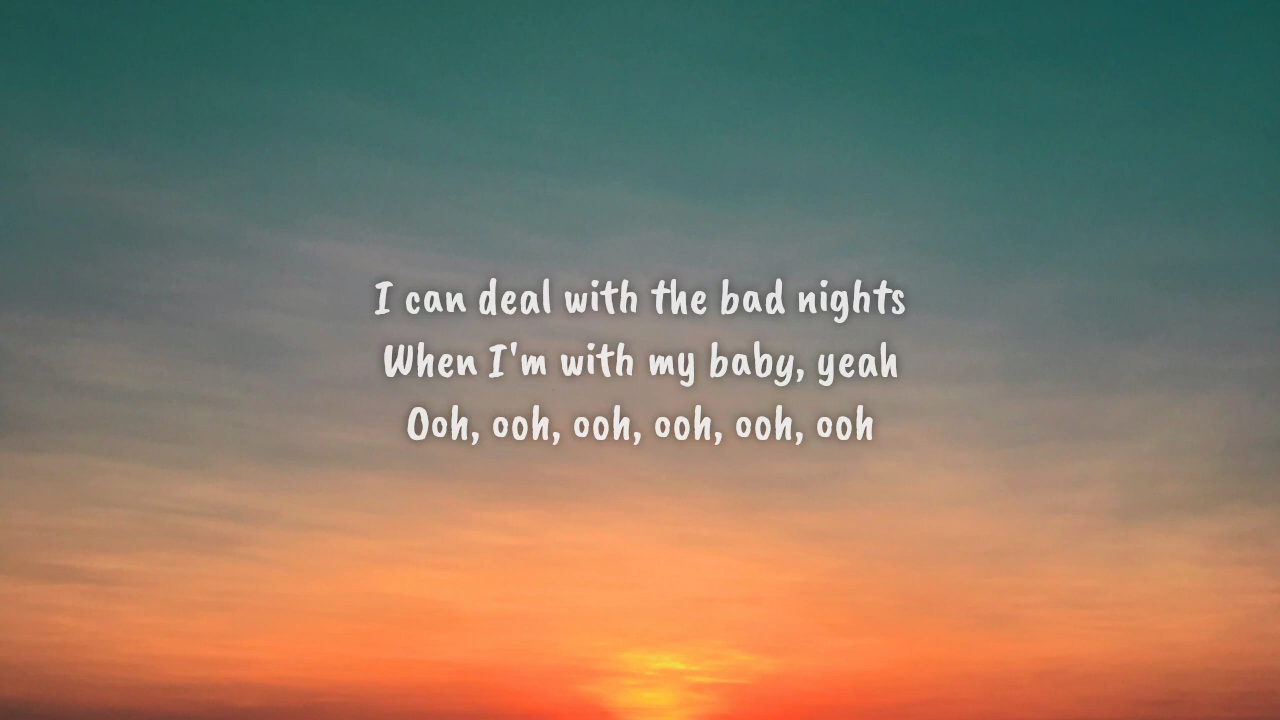 I can deal with the bad nights
When I'm with my baby, yeah
Ooh, ooh, ooh, ooh, ooh, ooh